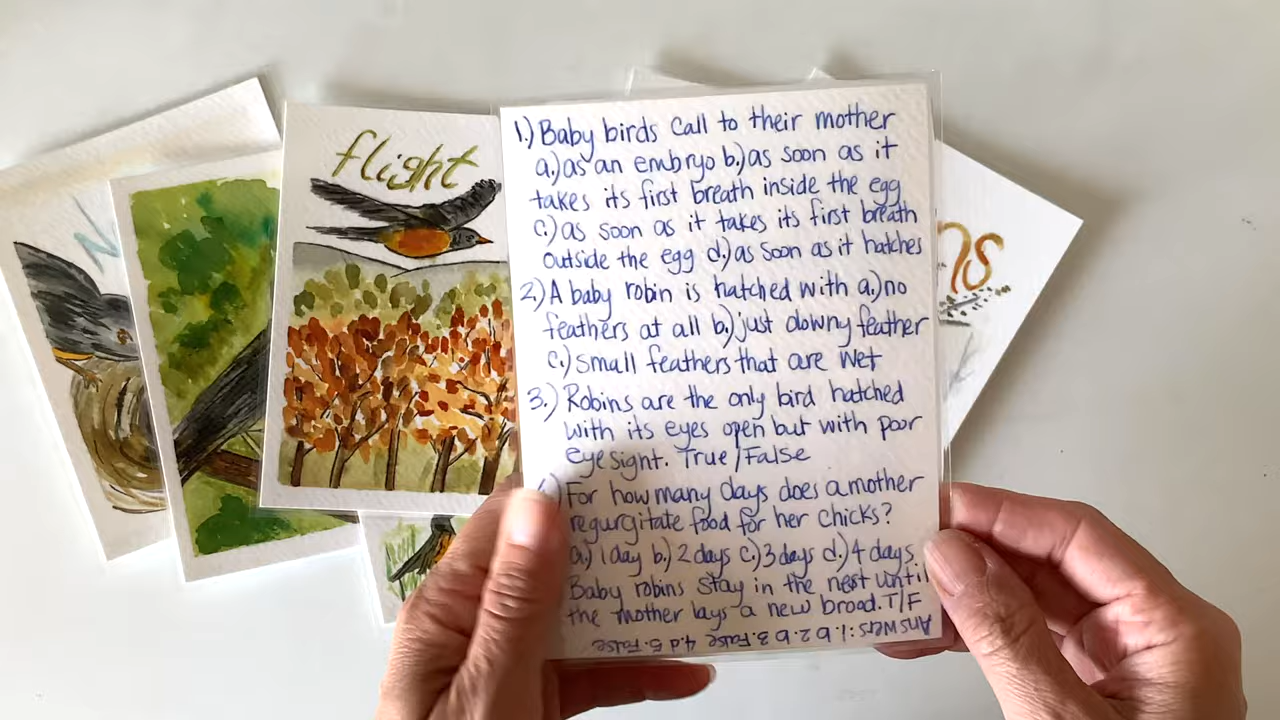 flight
1.) Baby birds call to their mother
a.) as an embryo b.) as soon as it
takes its first breath inside the egg
c.) as soon as it takes its first breath
outside the egg d.) as soon as it hatches
2.) A baby robin is hatched with a.) no
feathers at all b.) just downy feather
c.) small feathers that are wet
3.) Robins are the only bird hatched
with its eyes open but with poor
eyesight. True/False
For how many days does a mother
regurgitate food for her chicks?
a.) 1 day b.) 2 days c.) 3 days d.) 4 days.
Baby robins stay in the nest until
the mother lays a new brood. T/F
Answers: 1. b 2. b 3. False 4. d 5. False